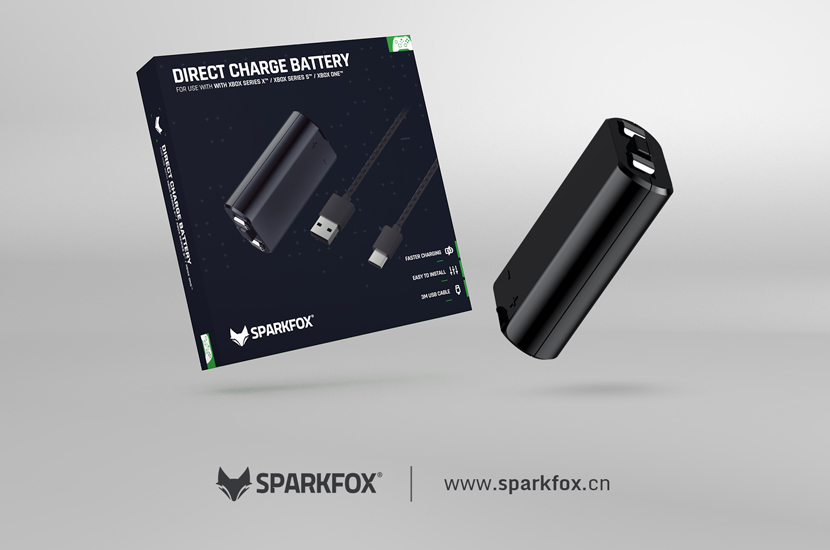 DIRECT CHARGE BATTERY
FOR USE WITH WITH XBOX SERIES X™ / XBOX SERIES S™ / XBOX ONE™
DIRECT CHARGE BATTERY
FASTER CHARGING
EASY TO INSTALL
3M USB CABLE
SPARKFOX®
SPARKFOX®
www.sparkfox.cn